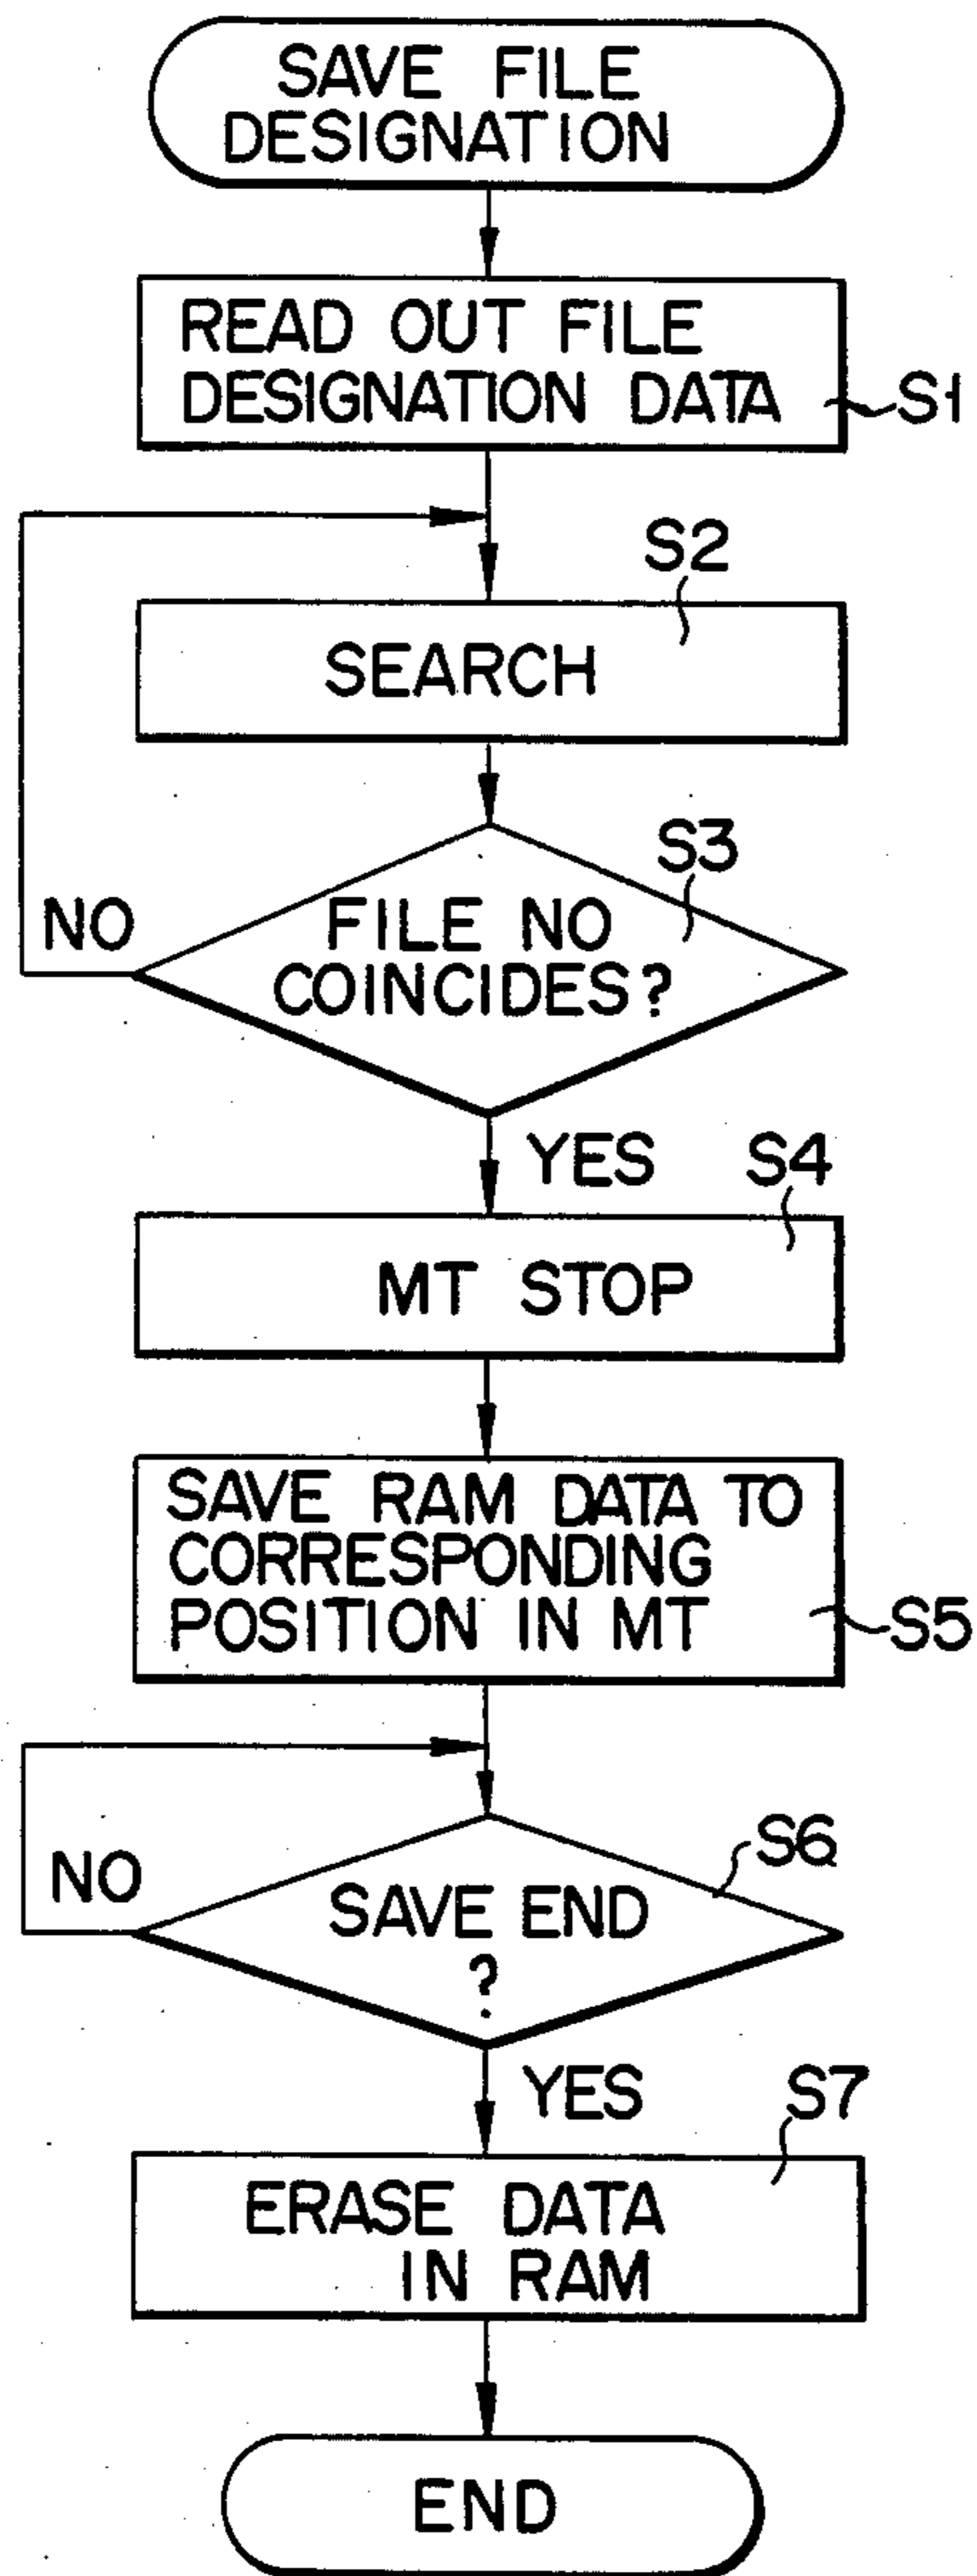 SAVE FILE
DESIGNATION
READ OUT FILE
DESIGNATION DATA
S1
S2
SEARCH
S3
NO
FILE NO
COINCIDES?
YES
S4
MT STOP
SAVE RAM DATA TO
CORRESPONDING
POSITION IN MT
S5
S6
NO
SAVE END
?
YES
S7
ERASE DATA
IN RAM
END